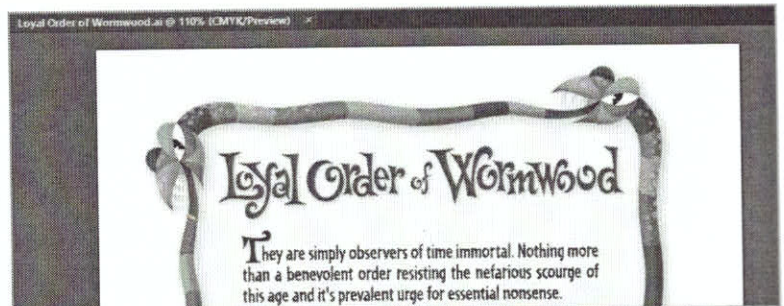 Loyal Order of Wormwood.ai @ 110% (CMYK/Preview) ×
Loyal Order of Wormwood
They are simply observers of time immortal. Nothing more
than a benevolent order resisting the nefarious scourge of
this age and it's prevalent urge for essential nonsense.